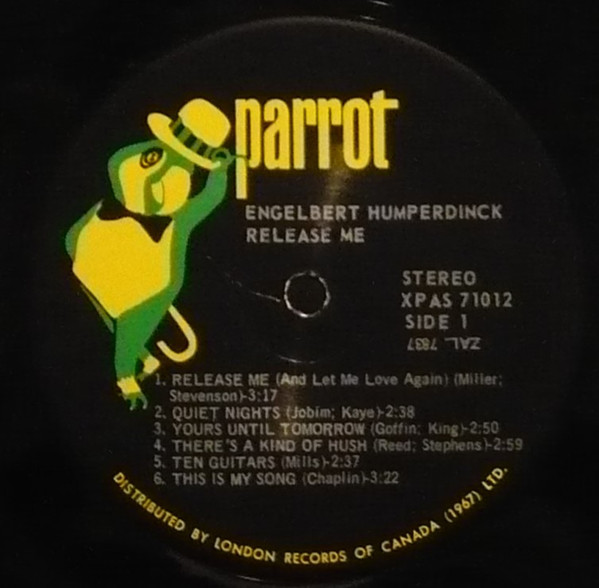 parrot
ENGELBERT HUMPERDINCK
RELEASE ME
STEREO
XPAS 71012
SIDE 1
ZAL. 7837
1. RELEASE ME (And Let Me Love Again) (Miller;
Stevenson)-3:17
2. QUIET NIGHTS (Jobim; Kaye)-2:38
3. YOURS UNTIL TOMORROW (Goffin; King)-2:50
4. THERE'S A KIND OF HUSH (Reed; Stephens)-2:59
5. TEN GUITARS (Mills)-2:37
6. THIS IS MY SONG (Chaplin)-3:22
DISTRIBUTED BY LONDON RECORDS OF CANADA (1967) LTD.